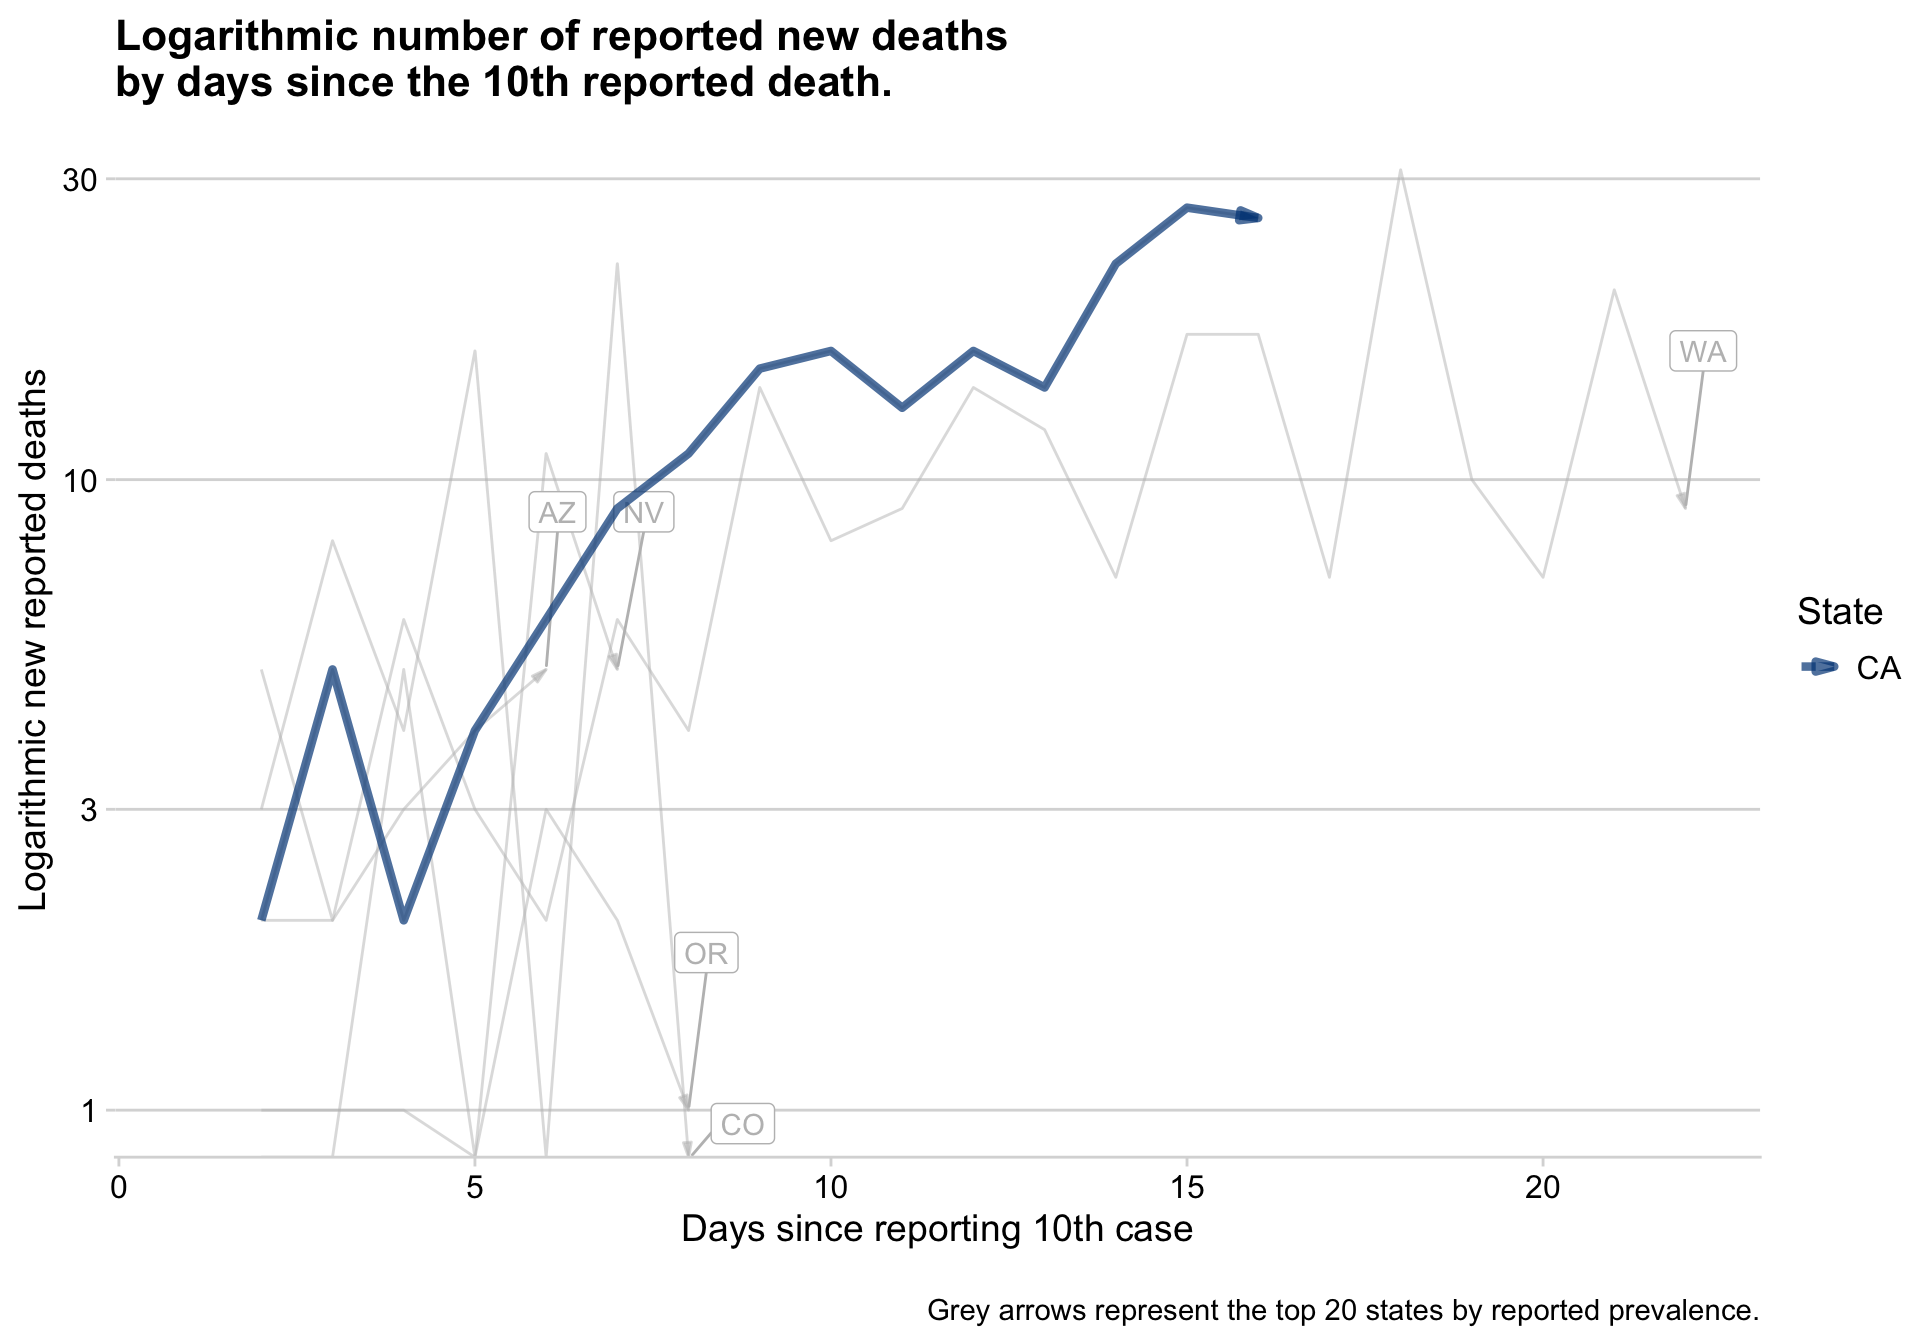 Logarithmic number of reported new deaths
by days since the 10th reported death.
Logarithmic new reported deaths
30
10
3
1
AZ
NV
WA
OR
CO
State
CA
0
5
10
15
20
Days since reporting 10th case
Grey arrows represent the top 20 states by reported prevalence.